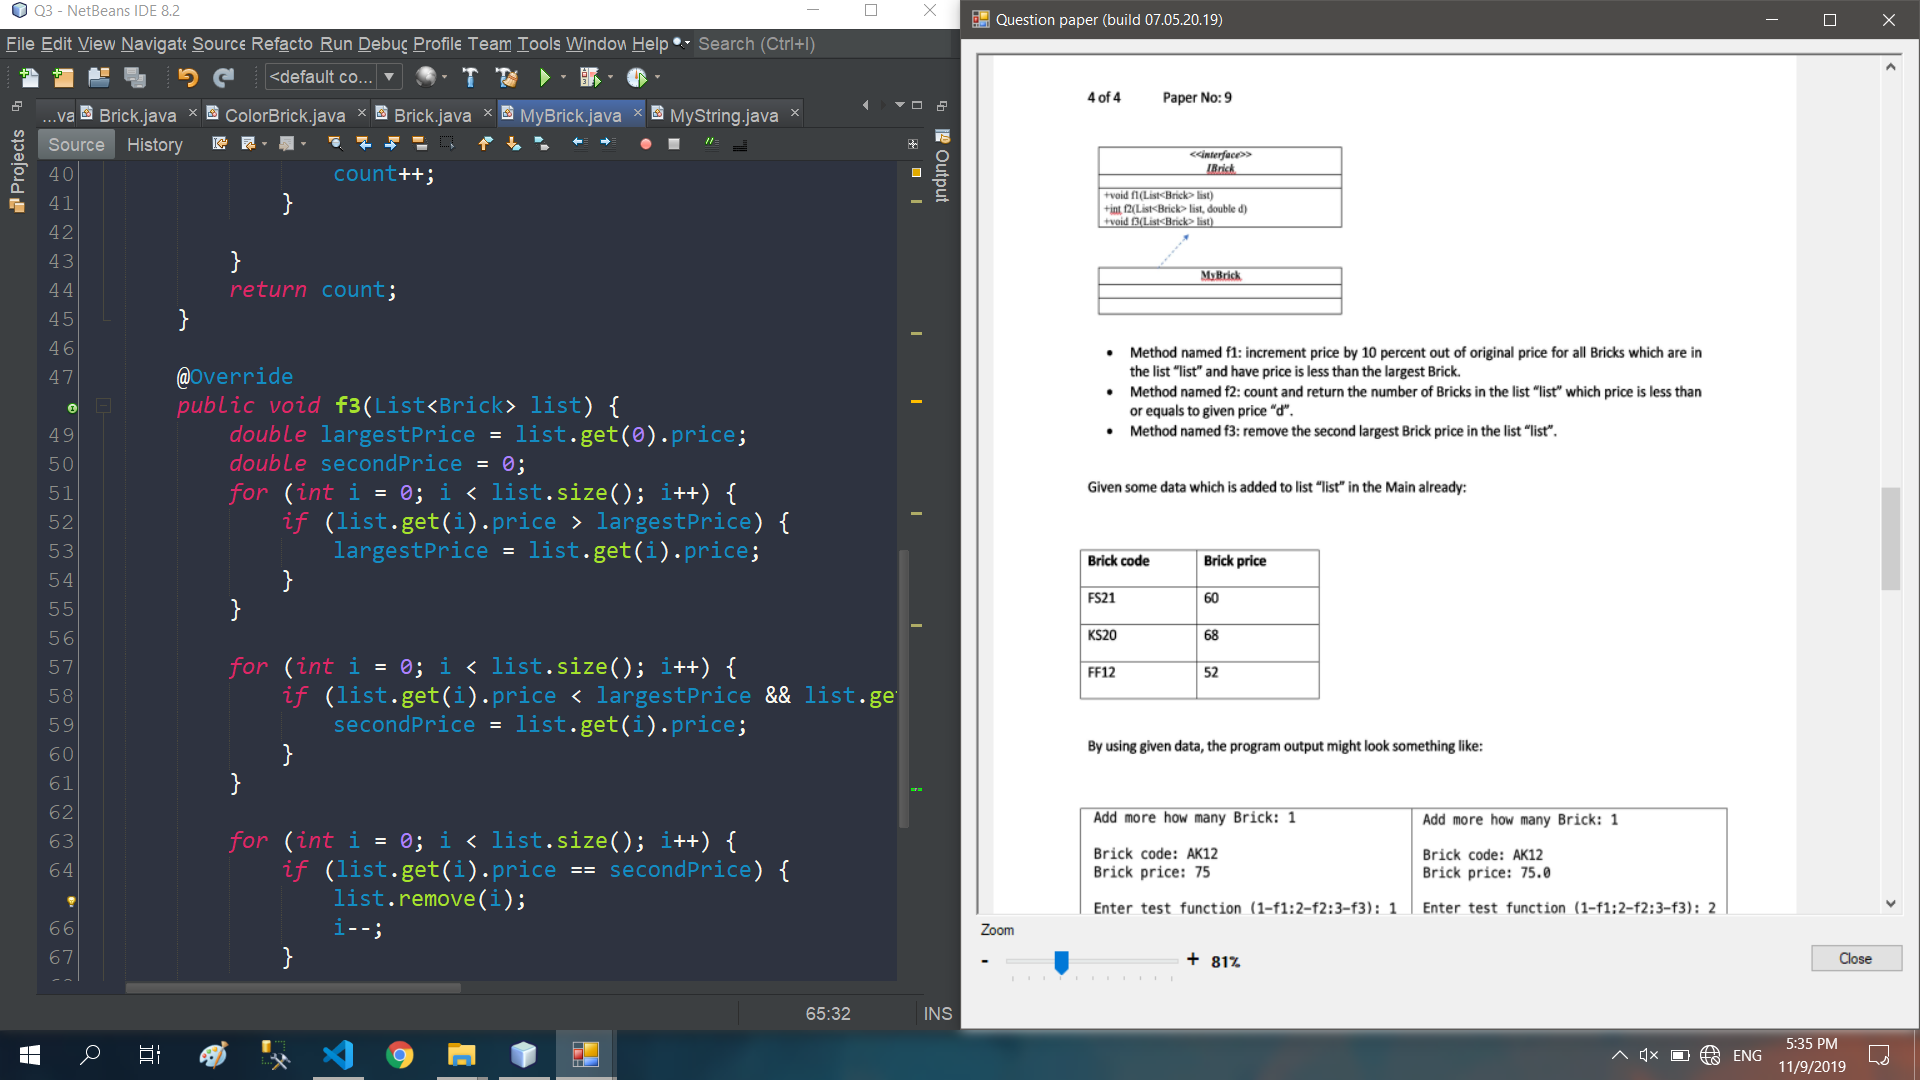 Q3 - NetBeans IDE 8.2
File Edit View Navigate Source Refacto Run Debug Profile Team Tools Window Help Search (Ctrl+I)
<default co...
...va Brick.java ColorBrick.java Brick.java MyBrick.java MyString.java
Source History
Projects
Output
40 count++;
41 }
42
43 }
44 return count;
45 }
46
47 @Override
public void f3(List<Brick> list) {
49 double largestPrice = list.get(0).price;
50 double secondPrice = 0;
51 for (int i = 0; i < list.size(); i++) {
52 if (list.get(i).price > largestPrice) {
53 largestPrice = list.get(i).price;
54 }
55 }
56
57 for (int i = 0; i < list.size(); i++) {
58 if (list.get(i).price < largestPrice && list.ge
59 secondPrice = list.get(i).price;
60 }
61 }
62
63 for (int i = 0; i < list.size(); i++) {
64 if (list.get(i).price == secondPrice) {
list.remove(i);
66 i--;
67 }
65:32 INS
Question paper (build 07.05.20.19)
4 of 4 Paper No: 9
<<interface>>
IBrick
+void f1(List<Brick> list)
+int f2(List<Brick> list, double d)
+void f3(List<Brick> list)
MyBrick
• Method named f1: increment price by 10 percent out of original price for all Bricks which are in
the list “list” and have price is less than the largest Brick.
• Method named f2: count and return the number of Bricks in the list “list” which price is less than
or equals to given price “d”.
• Method named f3: remove the second largest Brick price in the list “list”.
Given some data which is added to list “list” in the Main already:
Brick code Brick price
FS21 60
KS20 68
FF12 52
By using given data, the program output might look something like:
Add more how many Brick: 1
Brick code: AK12
Brick price: 75
Enter test function (1-f1;2-f2;3-f3): 1
Add more how many Brick: 1
Brick code: AK12
Brick price: 75.0
Enter test function (1-f1;2-f2;3-f3): 2
Zoom
- + 81%
Close
ENG
5:35 PM
11/9/2019